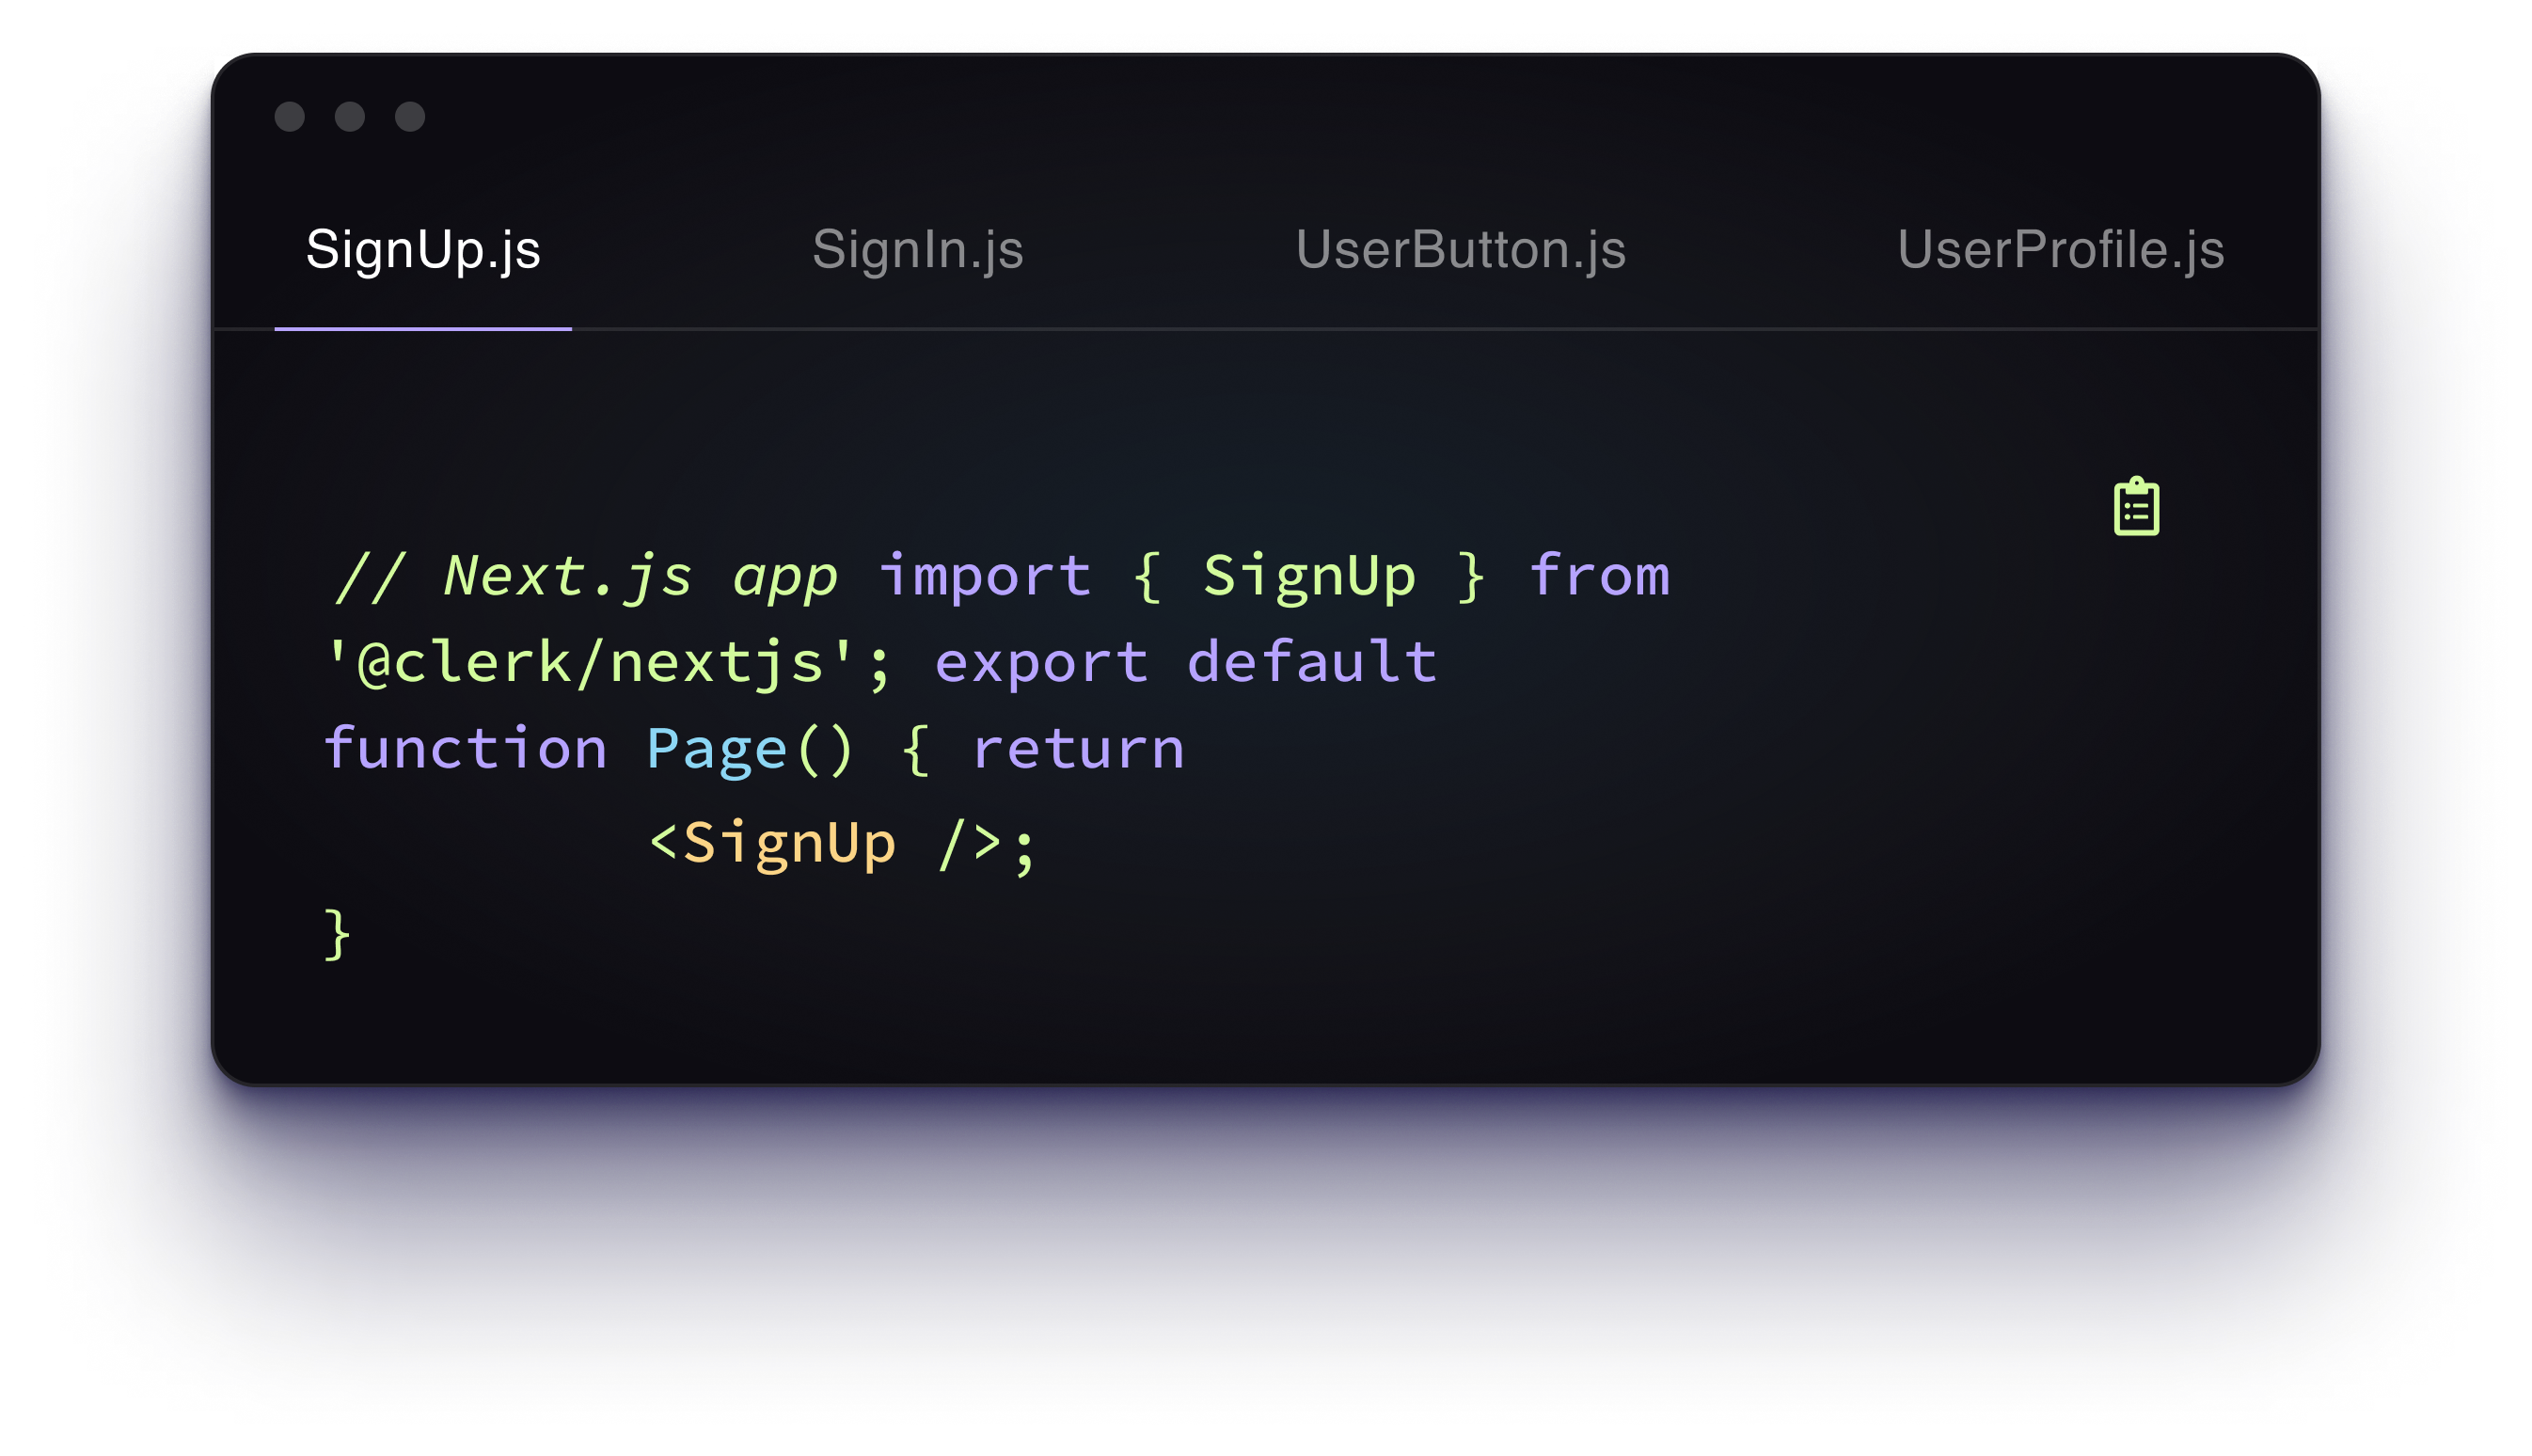 SignUp.js SignIn.js UserButton.js UserProfile.js
// Next.js app import { SignUp } from
'@clerk/nextjs'; export default
function Page() { return
<SignUp />;
}